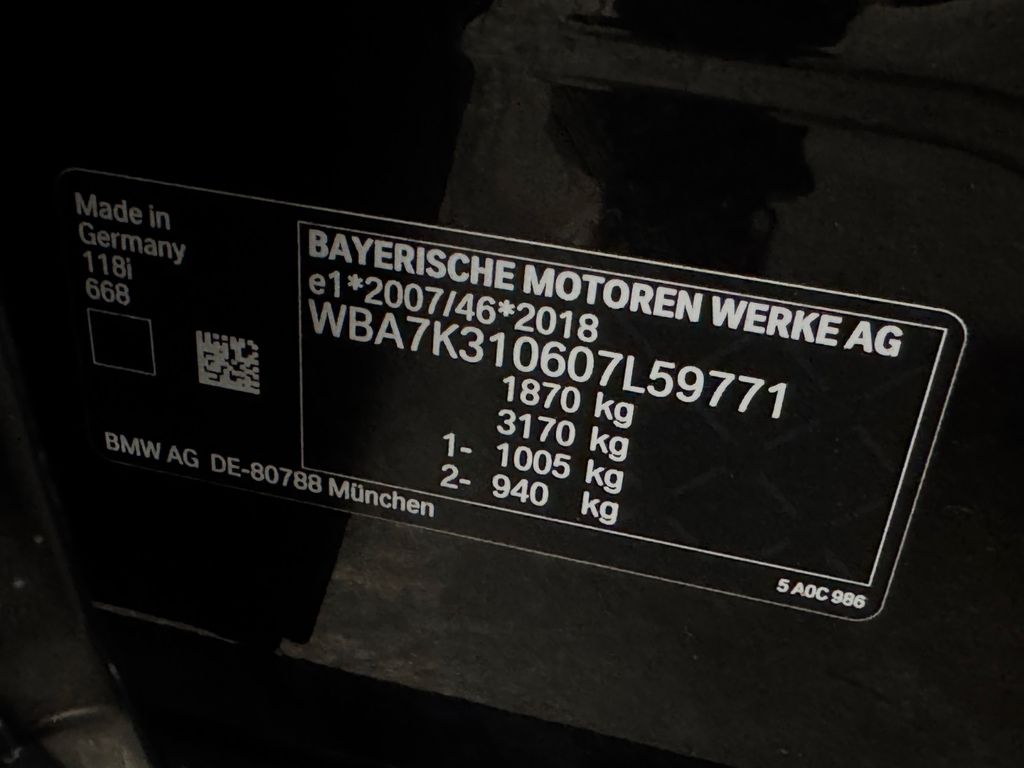 Made in
Germany
118i
668
BMW AG DE-80788 München
BAYERISCHE MOTOREN WERKE AG
e1*2007/46*2018
WBA7K310607L59771
1870 kg
3170 kg
1- 1005 kg
2- 940 kg
5 A0C 986